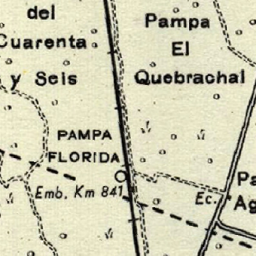 del
Cuarenta
y Seis
Pampa
El
Quebrachal
PAMPA
FLORIDA
Emb. Km 841
Ec.
Pa
Ag